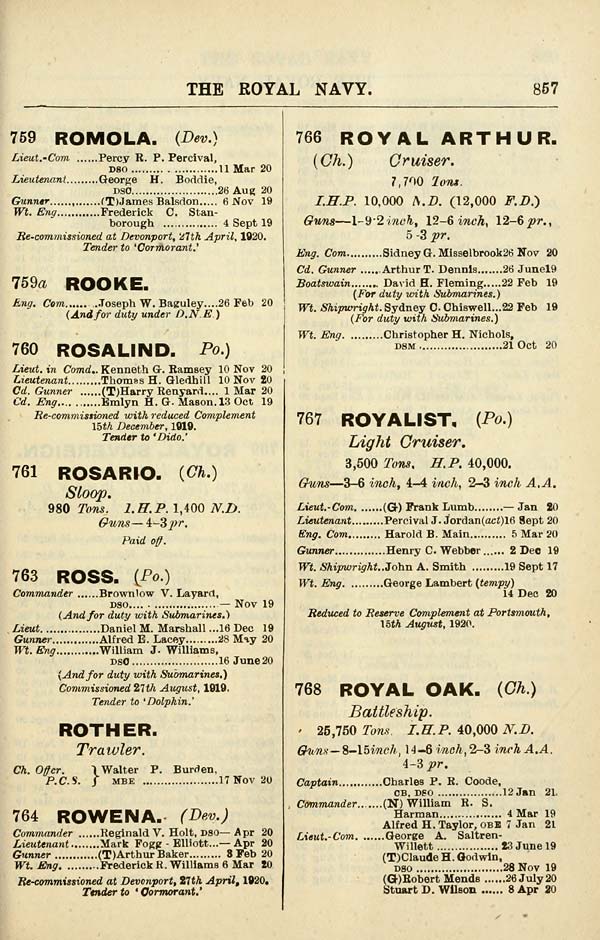 THE ROYAL NAVY. 857
759 ROMOLA. (Dev.)
Lieut.-Com ......Percy R. P. Percival,
DSO ......................11 Mar 20
Lieutenant.........George H. Boddie,
DSO......................26 Aug 20
Gunner.............(T)James Balsdon..... 6 Nov 19
Wt. Eng............Frederick C. Stan-
borough ............... 4 Sept 19
Re-commissioned at Devonport, 27th April, 1920.
Tender to 'Cormorant.'
759a ROOKE.
Eng. Com........Joseph W. Baguley....26 Feb 20
(And for duty under D.N.E.)
760 ROSALIND. Po.)
Lieut. in Comd..Kenneth G. Ramsey 10 Nov 20
Lieutenant.........Thomas H. Gledhill 10 Nov 20
Cd. Gunner ......(T)Harry Renyard.... 1 Mar 20
Cd. Eng..........Emlyn H. G. Mason.13 Oct 19
Re-commissioned with reduced Complement
15th December, 1919.
Tender to 'Dido.'
761 ROSARIO. (Ch.)
Sloop.
980 Tons. I.H.P. 1,400 N.D.
Guns—4-3 pr.
Paid off.
763 ROSS. (Po.)
Commander ......Brownlow V. Layard,
DSO......................— Nov 19
(And for duty with Submarines.)
Lieut...............Daniel M. Marshall ...16 Dec 19
Gunner.............Alfred E. Lacey.........28 May 20
Wt. Eng............William J. Williams,
DSO ......................16 June 20
(And for duty with Submarines.)
Commissioned 27th August, 1919.
Tender to 'Dolphin.'
ROTHER.
Trawler.
Ch. Offcr. } Walter P. Burden,
P.C.S. } MBE ...................17 Nov 20
764 ROWENA. (Dev.)
Commander ......Reginald V. Holt, DSO— Apr 20
Lieutenant.........Mark Fogg-Elliott...— Apr 20
Gunner ............(T)Arthur Baker......... 3 Feb 20
Wt. Eng. .........Frederick R. Williams 6 Mar 20
Re-commissioned at Devonport, 27th April, 1920.
Tender to 'Cormorant.'
766 ROYAL ARTHUR.
(Ch.) Cruiser.
7,700 Tons.
I.H.P. 10,000 N.D. (12,000 F.D.)
Guns—1-9·2 inch, 12-6 inch, 12-6 pr.,
5-3 pr.
Eng. Com..........Sidney G. Misselbrook 26 Nov 20
Cd. Gunner ......Arthur T. Dennis.......26 June 19
Boatswain........ David H. Fleming.....22 Feb 19
(For duty with Submarines.)
Wt. Shipwright.Sydney C. Chiswell...22 Feb 19
(For duty with Submarines.)
Wt. Eng. .........Christopher H. Nichols,
DSM ......................21 Oct 20
767 ROYALIST. (Po.)
Light Cruiser.
3,500 Tons. H.P. 40,000.
Guns—3-6 inch, 4-4 inch, 2-3 inch A.A.
Lieut.-Com. ......(G) Frank Lumb........— Jan 20
Lieutenant.........Percival J. Jordan(act)16 Sept 20
Eng. Com......... Harold B. Main.......... 5 Mar 20
Gunner.............Henry C. Webber ...... 2 Dec 19
Wt. Shipwright..John A. Smith .........19 Sept 17
Wt. Eng. .........George Lambert (tempy)
14 Dec 20
Reduced to Reserve Complement at Portsmouth,
15th August, 1920.
768 ROYAL OAK. (Ch.)
Battleship.
25,750 Tons. I.H.P. 40,000 N.D.
Guns—8-15 inch, 14-6 inch, 2-3 inch A.A.
4-3 pr.
Captain............Charles P. R. Coode,
CB, DSO ...............12 Jan 21
Commander.......(N) William R. S.
Harman............... 4 Mar 19
Alfred H. Taylor, OBE 7 Jan 21
Lieut.-Com. ......George A. Saltren-
Willett ...............23 June 19
(T)Claude H. Godwin,
DSO ......................28 Nov 19
(G)Robert Mends ......26 July 20
Stuart D. Wilson ...... 8 Apr 20